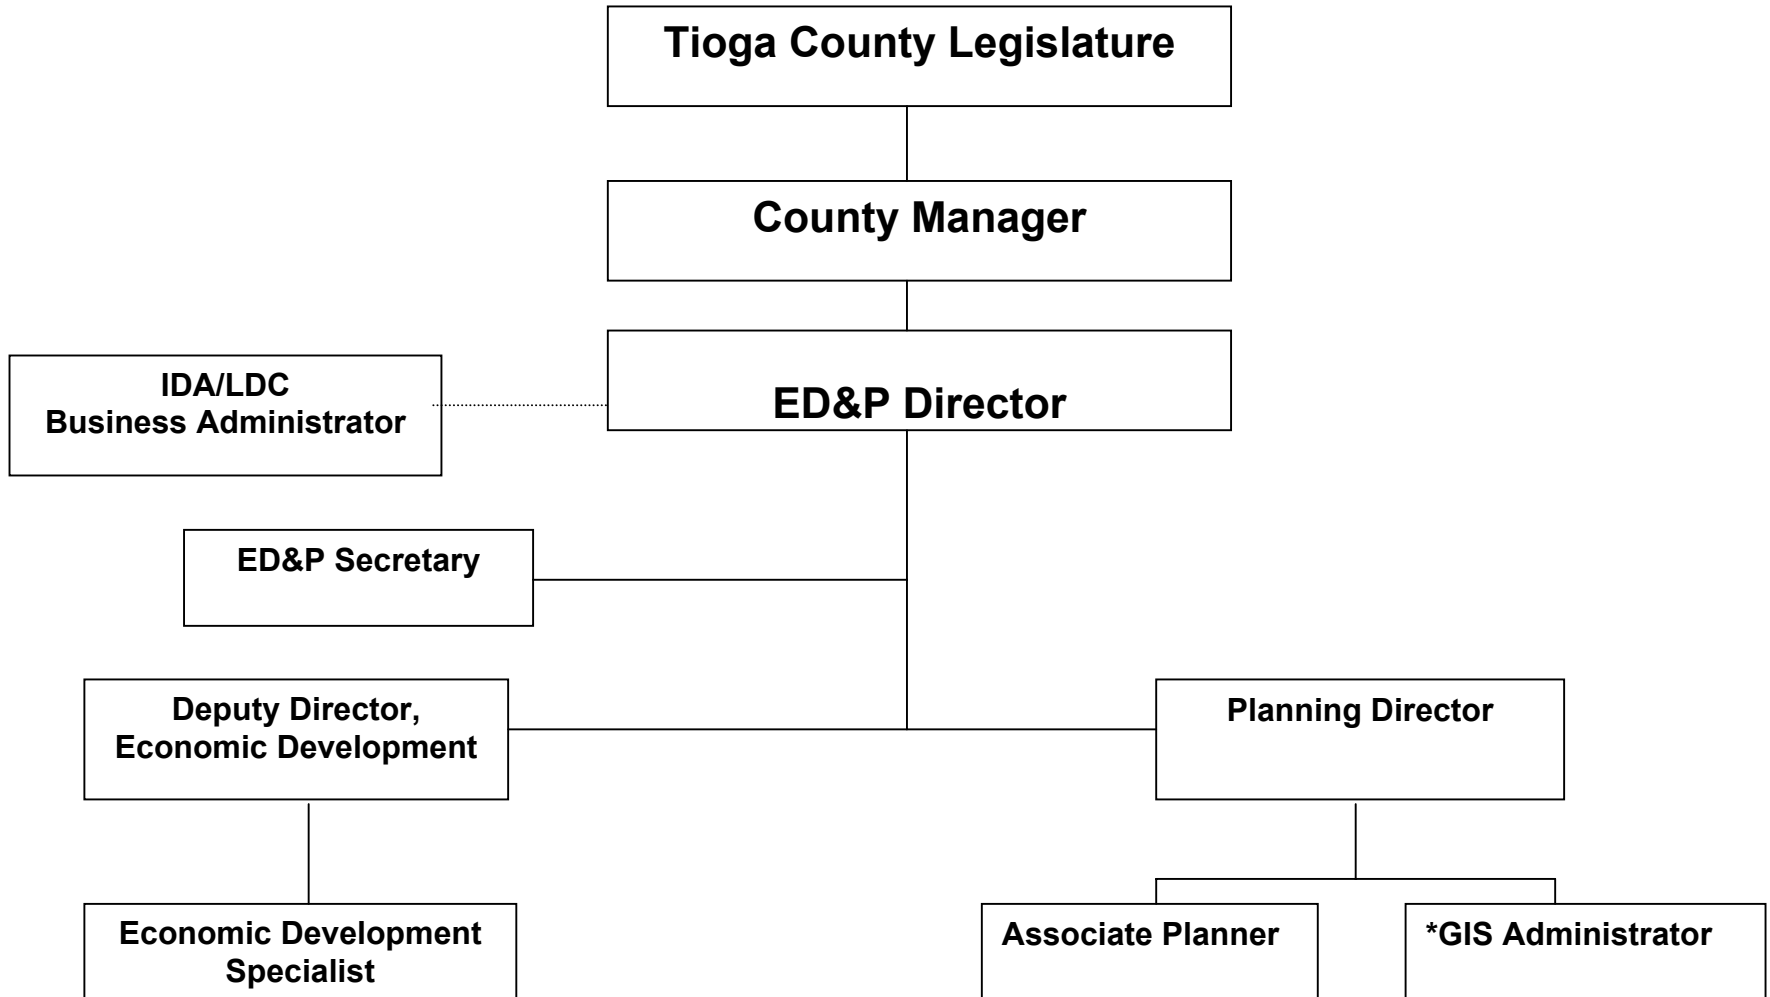 Tioga County Legislature
County Manager
IDA/LDC
Business Administrator
ED&P Director
ED&P Secretary
Deputy Director,
Economic Development
Planning Director
Economic Development
Specialist
Associate Planner
*GIS Administrator